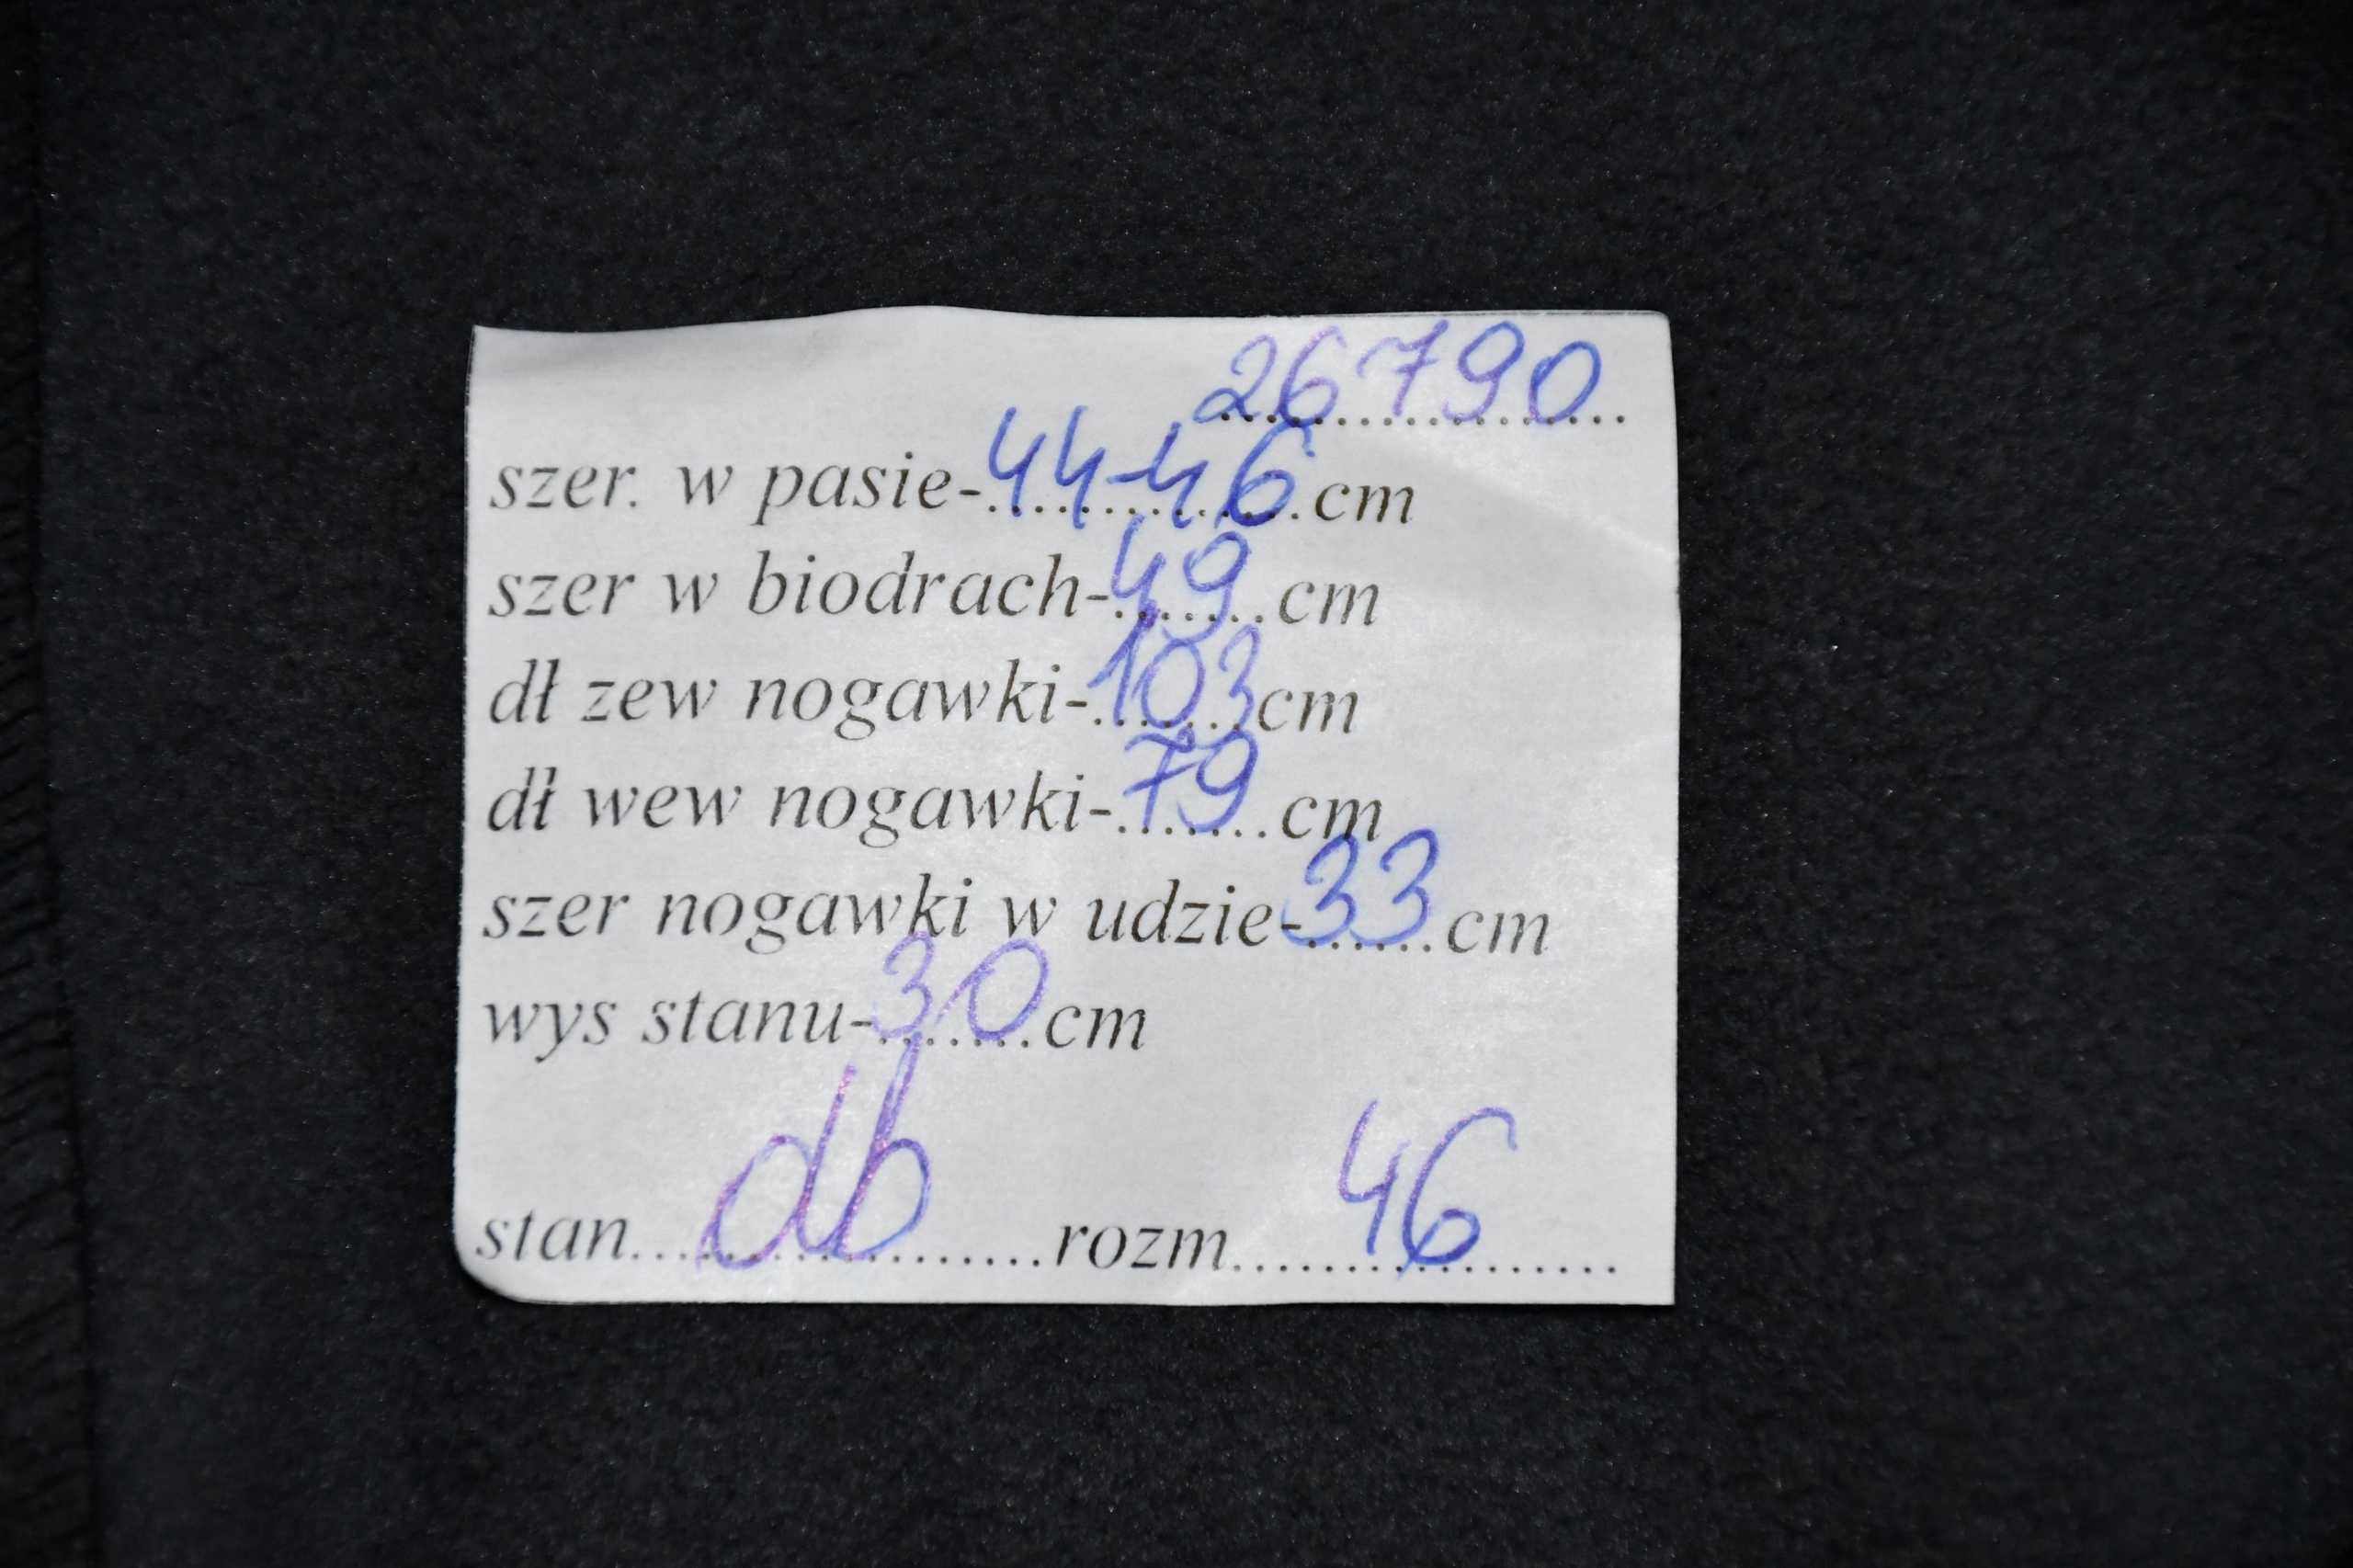 26790
szer. w pasie-44-46cm
szer w biodrach-49cm
dł zew nogawki-103cm
dł wew nogawki-79cm
szer nogawki w udzie-33cm
wys stanu-30cm
stan...db...rozm...46...